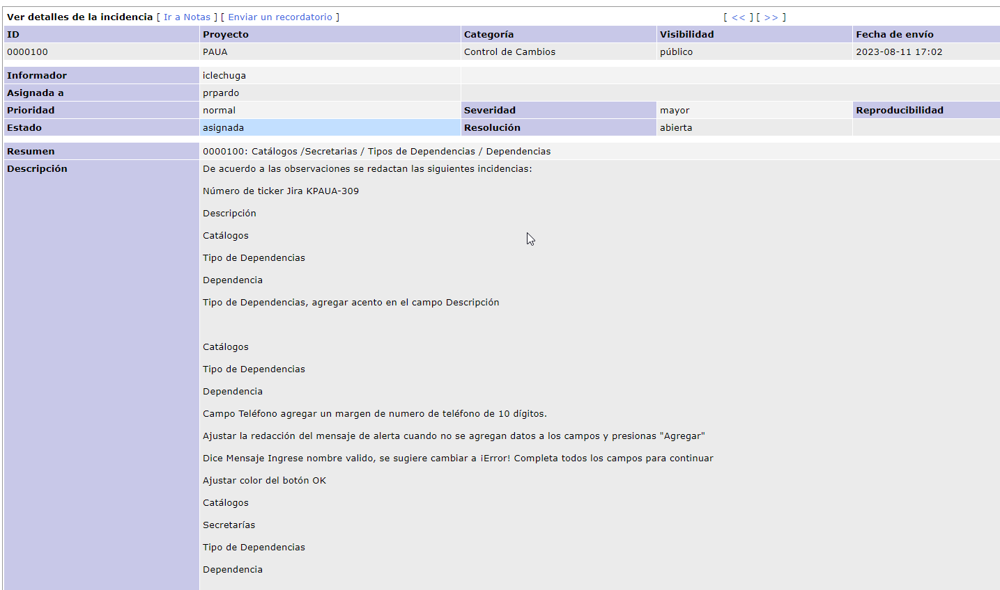 Ver detalles de la incidencia [ Ir a Notas ] [ Enviar un recordatorio ] [ << ] [ >> ]
ID Proyecto Categoría Visibilidad Fecha de envío
0000100 PAUA Control de Cambios público 2023-08-11 17:02
Informador iclechuga
Asignada a prpardo
Prioridad normal Severidad mayor Reproducibilidad
Estado asignada Resolución abierta
Resumen 0000100: Catálogos /Secretarias / Tipos de Dependencias / Dependencias
Descripción De acuerdo a las observaciones se redactan las siguientes incidencias:
Número de ticker Jira KPAUA-309
Descripción
Catálogos
Tipo de Dependencias
Dependencia
Tipo de Dependencias, agregar acento en el campo Descripción
Catálogos
Tipo de Dependencias
Dependencia
Campo Teléfono agregar un margen de numero de teléfono de 10 dígitos.
Ajustar la redacción del mensaje de alerta cuando no se agregan datos a los campos y presionas "Agregar"
Dice Mensaje Ingrese nombre valido, se sugiere cambiar a ¡Error! Completa todos los campos para continuar
Ajustar color del botón OK
Catálogos
Secretarías
Tipo de Dependencias
Dependencia